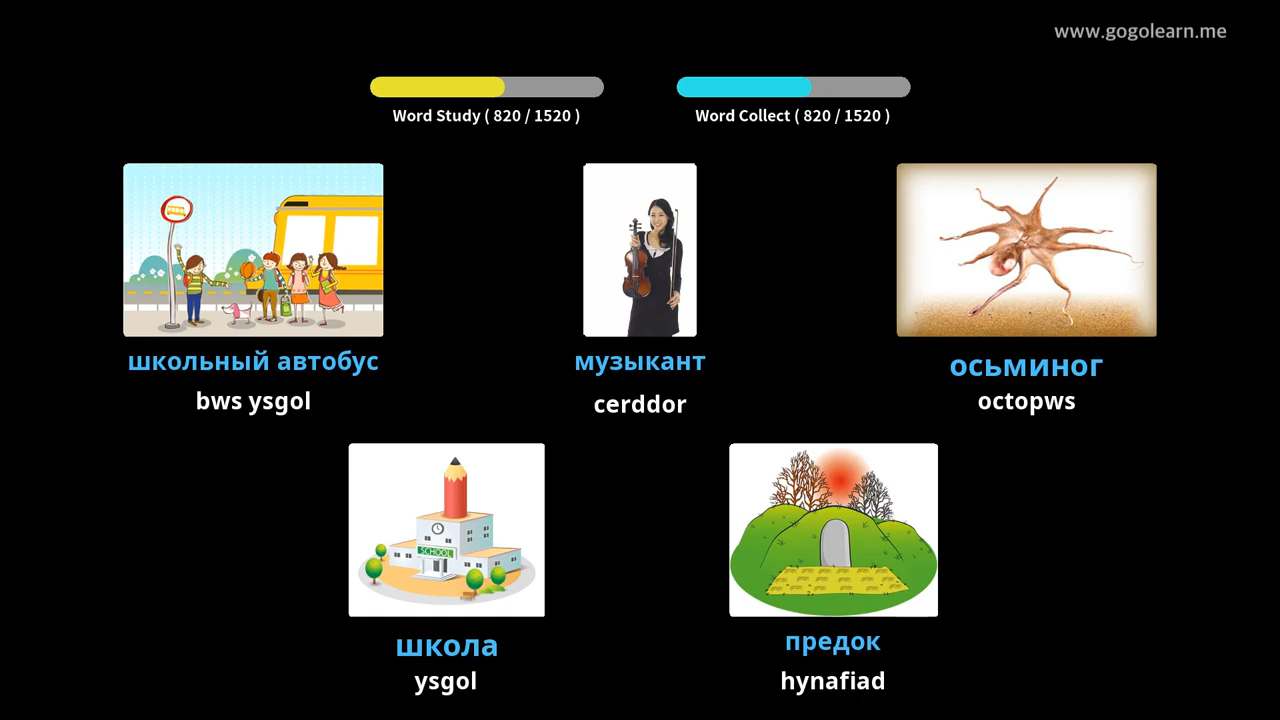 www.gogolearn.me
Word Study ( 820 / 1520 )
Word Collect ( 820 / 1520 )
школьный автобус
bws ysgol
музыкант
cerddor
осьминог
octopws
SCHOOL
школа
ysgol
предок
hynafiad